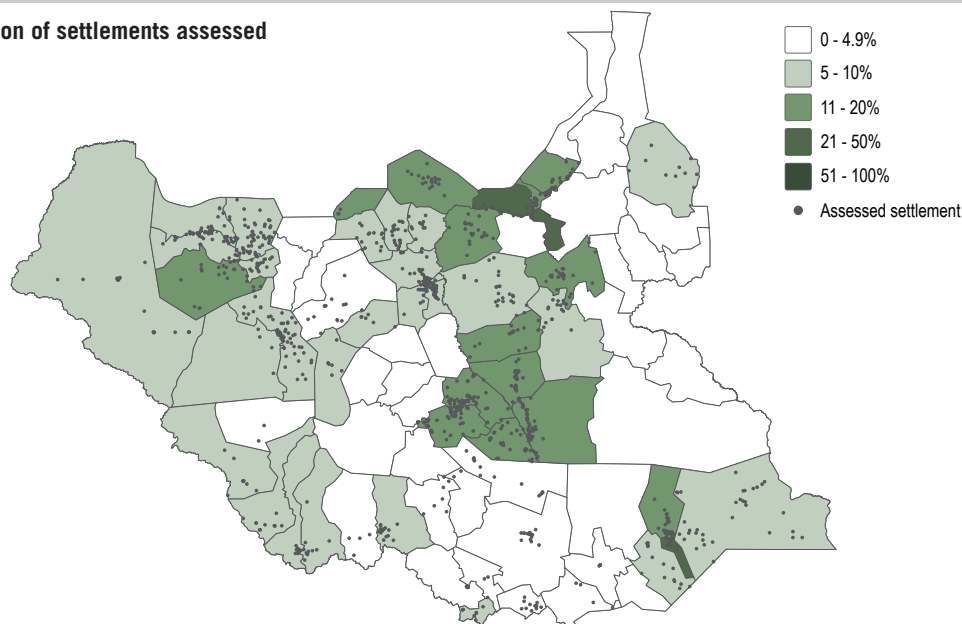 on of settlements assessed
0 - 4.9%
5 - 10%
11 - 20%
21 - 50%
51 - 100%
Assessed settlement